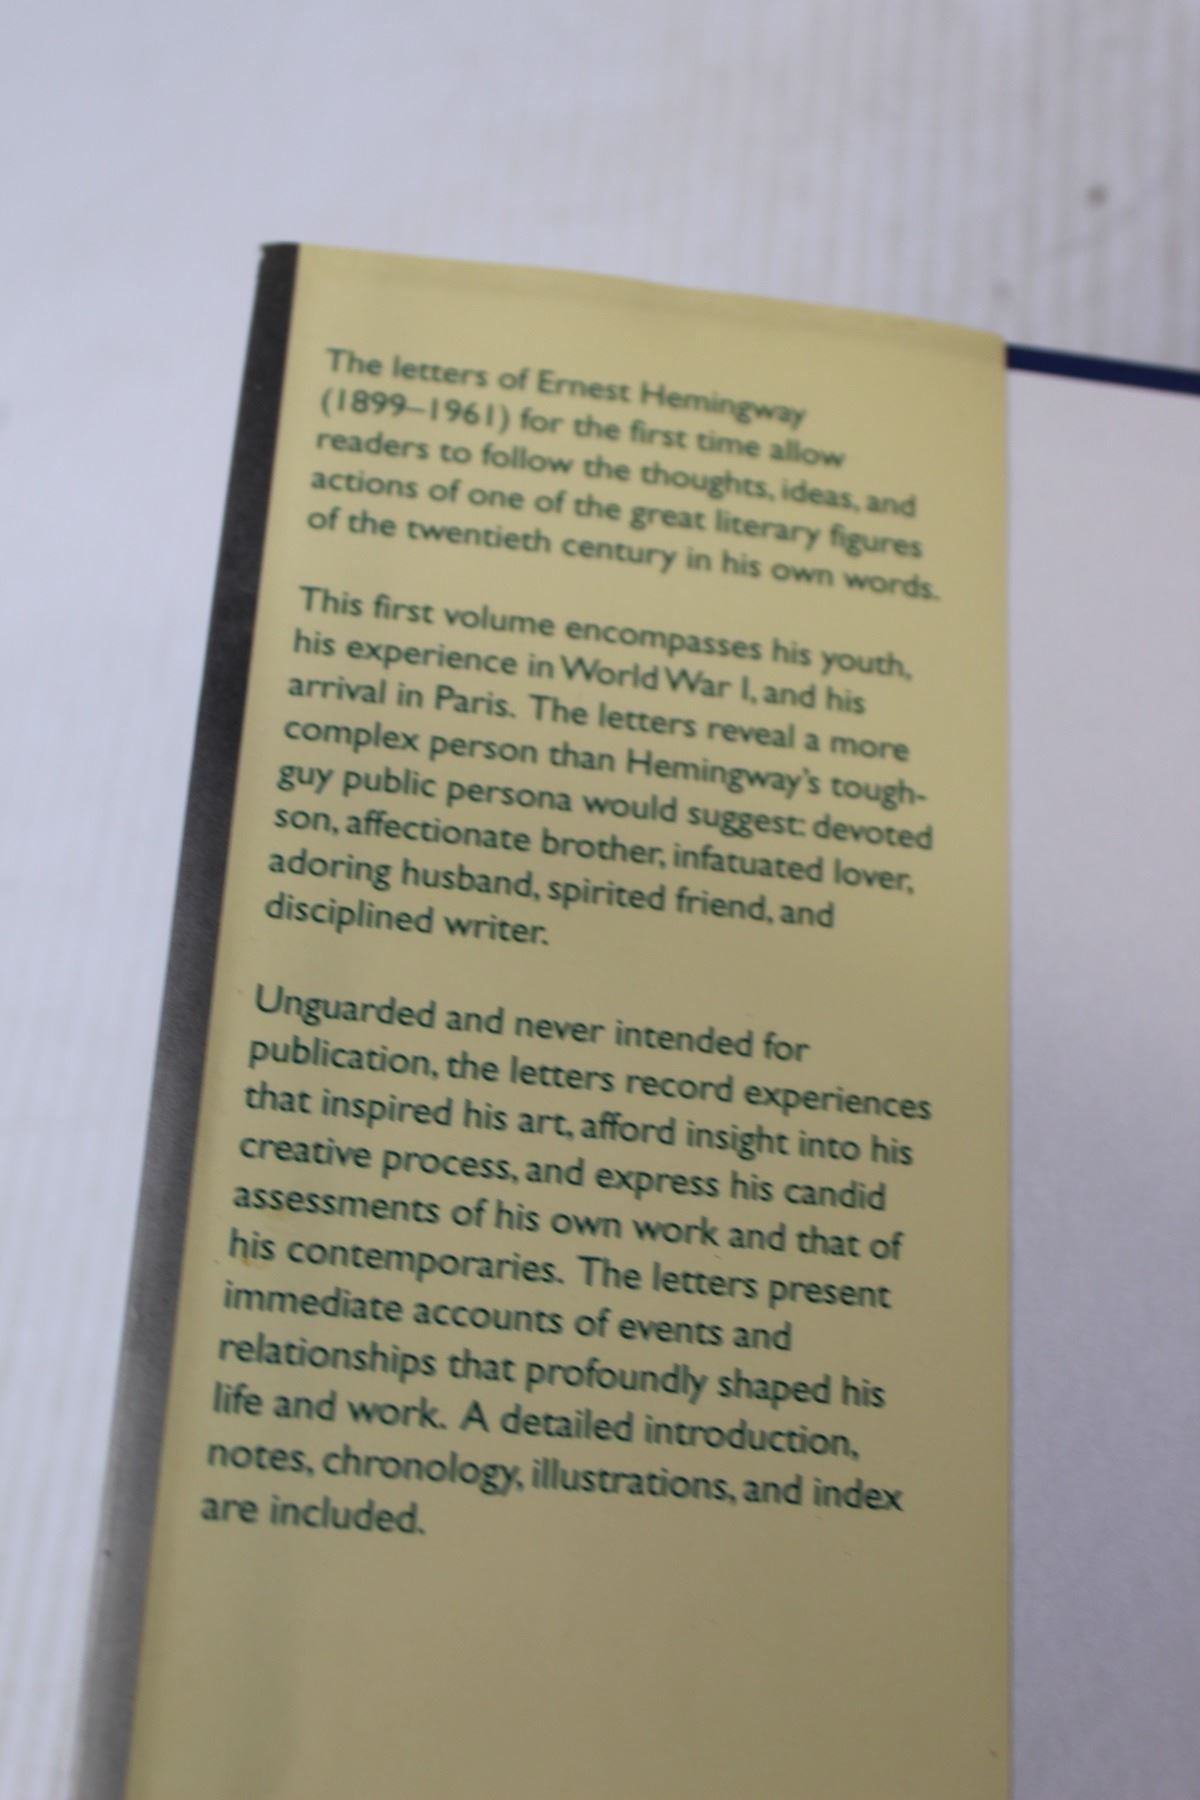 The letters of Ernest Hemingway
(1899–1961) for the first time allow
readers to follow the thoughts, ideas, and
actions of one of the great literary figures
of the twentieth century in his own words.
This first volume encompasses his youth,
his experience in World War I, and his
arrival in Paris. The letters reveal a more
complex person than Hemingway's tough-
guy public persona would suggest: devoted
son, affectionate brother, infatuated lover,
adoring husband, spirited friend, and
disciplined writer.
Unguarded and never intended for
publication, the letters record experiences
that inspired his art, afford insight into his
creative process, and express his candid
assessments of his own work and that of
his contemporaries. The letters present
immediate accounts of events and
relationships that profoundly shaped his
life and work. A detailed introduction,
notes, chronology, illustrations, and index
are included.